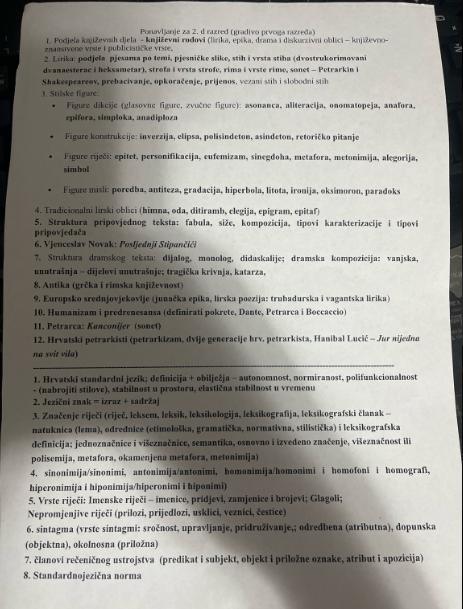 Ponavljanje za 2. d razred (gradivo prvoga razreda)
1. Podjela književnih djela - književni rodovi (lirika, epika, drama i diskurzivni oblici – književno-
znanstvene vrste i publicističke vrste,
2. Lirika: podjela pjesama po temi, pjesničke slike, stih i vrsta stiha (dvostrukorimovani
dvanaesterac i heksametar), strofa i vrsta strofe, rima i vrste rime, sonet – Petrarkin i
Shakespeareov, prebacivanje, opkoračenje, prijenos, vezani stih i slobodni stih
3. Stilske figure:
• Figure dikcije (glasovne figure, zvučne figure): asonanca, aliteracija, onomatopeja, anafora,
epifora, simploka, anadiploza
• Figure konstrukcije: inverzija, elipsa, polisindeton, asindeton, retoričko pitanje
• Figure riječi: epitet, personifikacija, eufemizam, sinegdoha, metafora, metonimija, alegorija,
simbol
• Figure misli: poredba, antiteza, gradacija, hiperbola, litota, ironija, oksimoron, paradoks
4. Tradicionalni lirski oblici (himna, oda, ditiramb, elegija, epigram, epitaf)
5. Struktura pripovjednog teksta: fabula, siže, kompozicija, tipovi karakterizacije i tipovi
pripovjedača
6. Vjenceslav Novak: Posljednji Stipančići
7. Struktura dramskog teksta: dijalog, monolog, didaskalije; dramska kompozicija: vanjska,
unutrašnja – dijelovi unutrašnje; tragička krivnja, katarza,
8. Antika (grčka i rimska književnost)
9. Europsko srednjovjekovlje (junačka epika, lirska poezija: trubadurska i vagantska lirika)
10. Humanizam i predrenesansa (definirati pokrete, Dante, Petrarca i Boccaccio)
11. Petrarca: Kanconijer (sonet)
12. Hrvatski petrarkisti (petrarkizam, dvije generacije hrv. petrarkista, Hanibal Lucić – Jur nijedna
na svit vila)
1. Hrvatski standardni jezik; definicija + obilježja – autonomnost, normiranost, polifunkcionalnost
- (nabrojiti stilove), stabilnost u prostoru, elastična stabilnost u vremenu
2. Jezični znak = izraz + sadržaj
3. Značenje riječi (riječ, leksem, leksik, leksikologija, leksikografija, leksikografski članak –
natuknica (lema), odrednice (etimološka, gramatička, normativna, stilistička) i leksikografska
definicija; jednoznačnice i višeznačnice, semantika, osnovno i izvedeno značenje, višeznačnost ili
polisemija, metafora, okamenjena metafora, metonimija)
4. sinonimija/sinonimi, antonimija/antonimi, homonimija/homonimi i homofoni i homografi,
hiperonimija i hiponimija/hiperonimi i hiponimi)
5. Vrste riječi: Imenske riječi – imenice, pridjevi, zamjenice i brojevi; Glagoli;
Nepromjenjive riječi (prilozi, prijedlozi, usklici, veznici, čestice)
6. sintagma (vrste sintagmi: sročnost, upravljanje, pridruživanje,; odredbena (atributna), dopunska
(objektna), okolnosna (priložna)
7. članovi rečeničnog ustrojstva (predikat i subjekt, objekt i priložne oznake, atribut i apozicija)
8. Standardnojezična norma